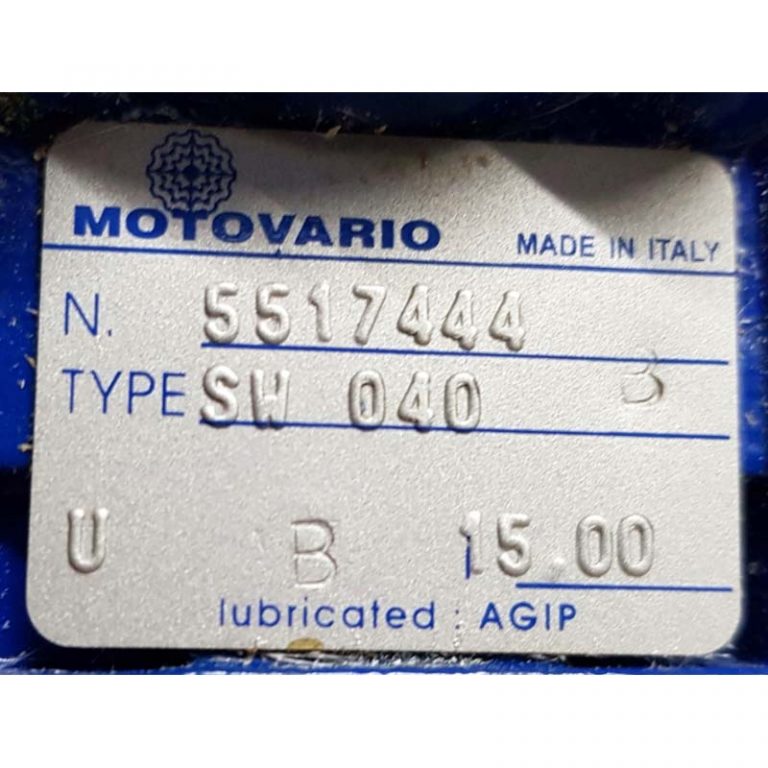 MOTOVARIO
MADE IN ITALY
N. 5517444
TYPE SW 040 B
U B i 15.00
lubricated : AGIP